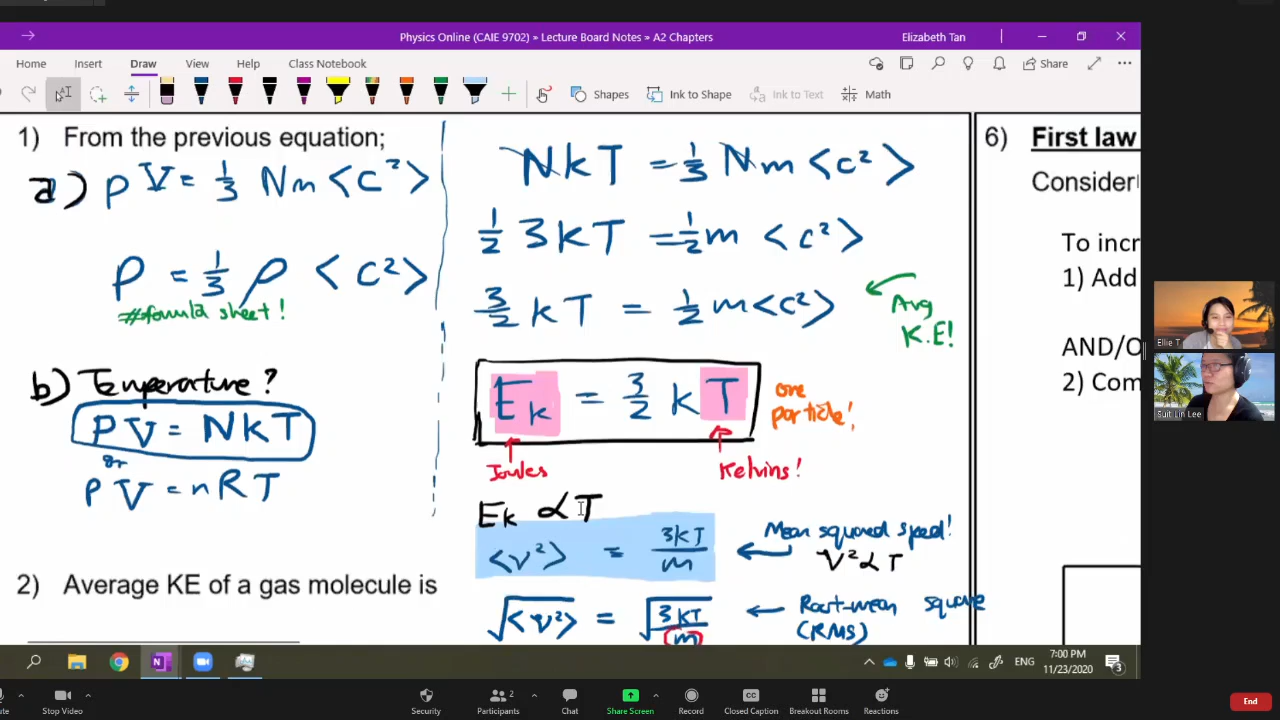 Physics Online (CAIE 9702) » Lecture Board Notes » A2 Chapters
Elizabeth Tan
Home Insert Draw View Help Class Notebook
Share
Shapes Ink to Shape Ink to Text Math
1) From the previous equation;
a) pV = 1/3 Nm <c²>
P = 1/3 ρ <c²>
#formula sheet!
b) Temperature?
PV = NkT
or
PV = nRT
2) Average KE of a gas molecule is
NkT = 1/3 Nm <c²>
1/2 3kT = 1/2 m <c²>
3/2 kT = 1/2 m<c²>
Avg
K.E!
Ek = 3/2 k T
one
particle!
Joules
Kelvins!
Ek ∝ T
<v²> = 3kT/m
Mean squared speed!
V² ∝ T
√<v²> = √3kT/m
Root-mean square
(RMS)
6) First law
Consider
To incr
1) Add
AND/O
2) Com
Ellie T
Suit Lin Lee
ENG
7:00 PM
11/23/2020
3
Stop Video
Security
Participants
2
Chat
Share Screen
Record
Closed Caption
Breakout Rooms
Reactions
End